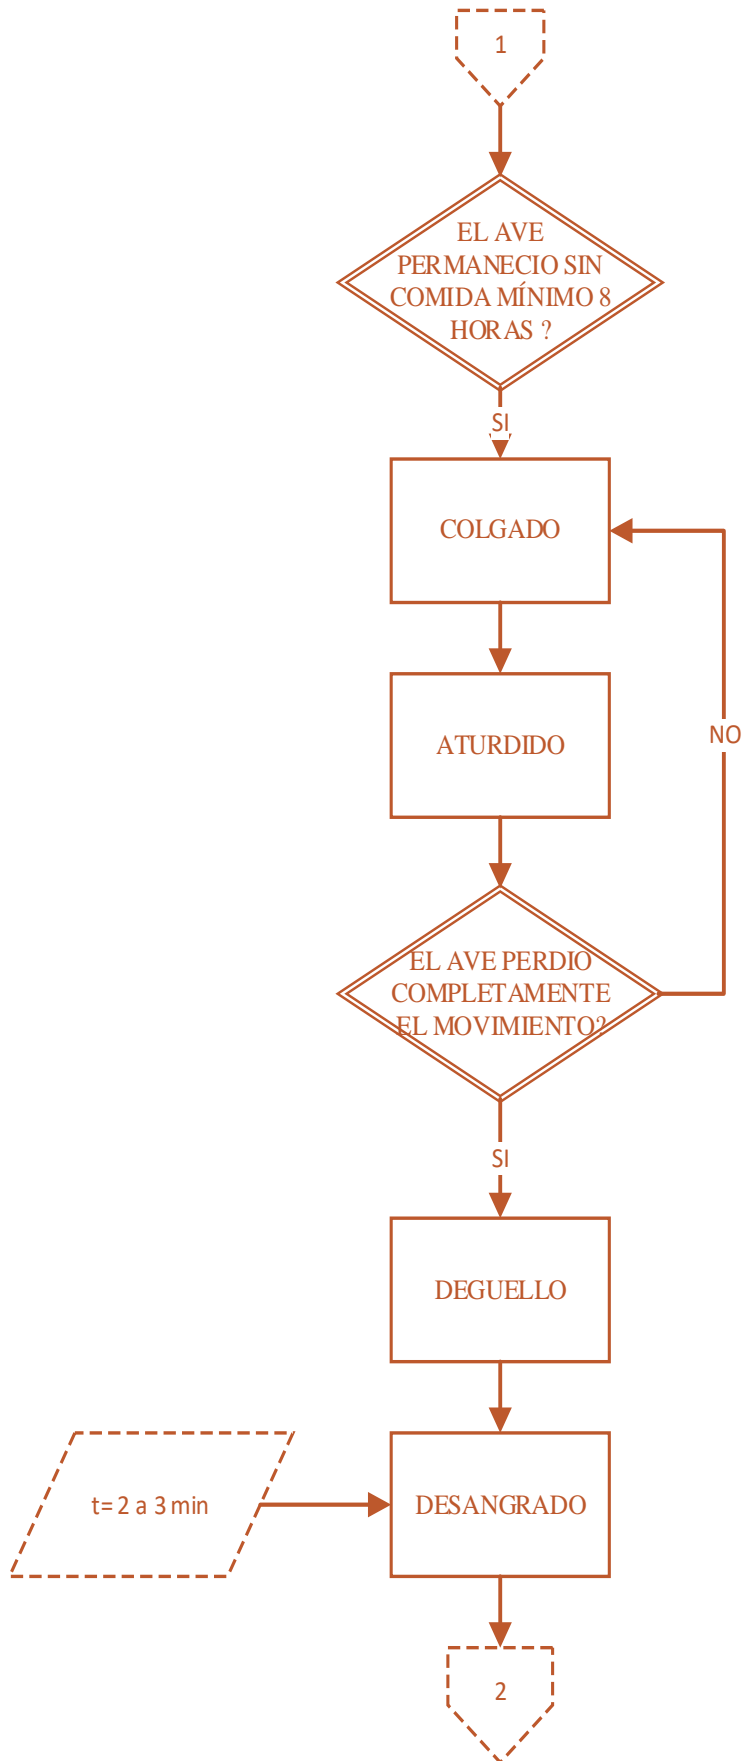 1
EL AVE
PERMANECIO SIN
COMIDA MÍNIMO 8
HORAS ?
SI
COLGADO
ATURDIDO
NO
EL AVE PERDIO
COMPLETAMENTE
EL MOVIMIENTO?
SI
DEGUELLO
t= 2 a 3 min
DESANGRADO
2